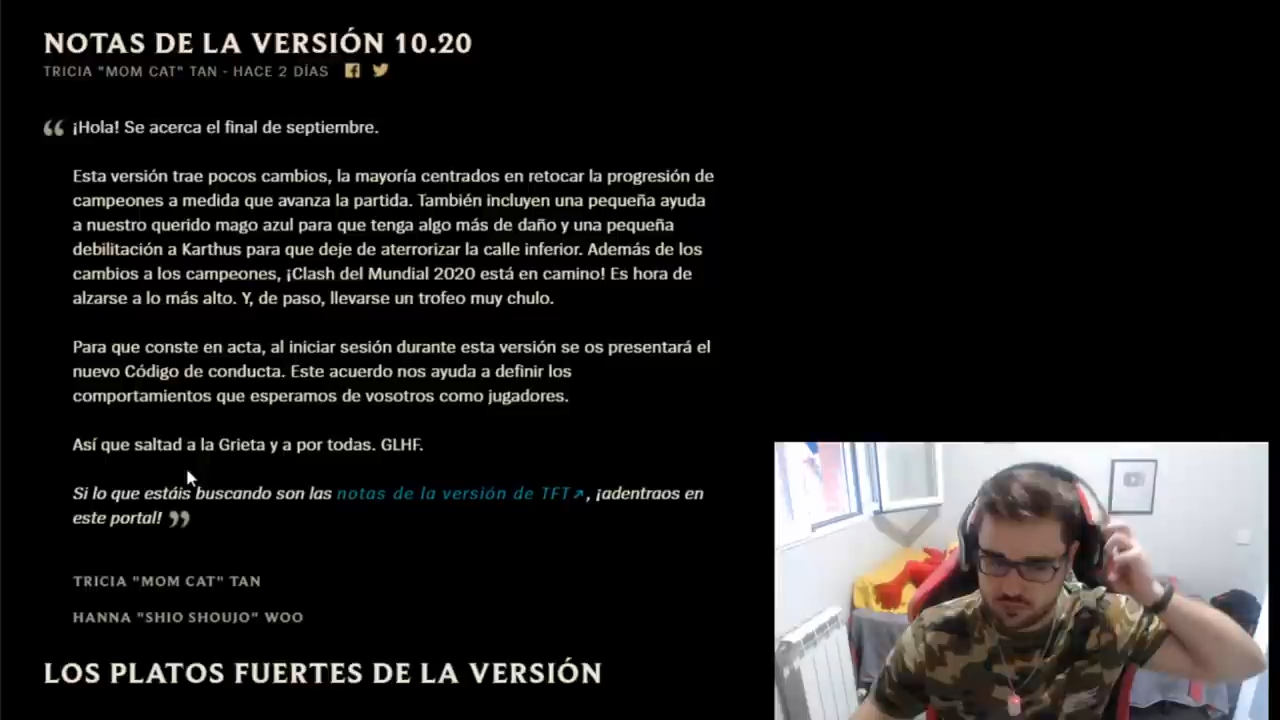 NOTAS DE LA VERSIÓN 10.20
TRICIA "MOM CAT" TAN - HACE 2 DÍAS
“ ¡Hola! Se acerca el final de septiembre.
Esta versión trae pocos cambios, la mayoría centrados en retocar la progresión de
campeones a medida que avanza la partida. También incluyen una pequeña ayuda
a nuestro querido mago azul para que tenga algo más de daño y una pequeña
debilitación a Karthus para que deje de aterrorizar la calle inferior. Además de los
cambios a los campeones, ¡Clash del Mundial 2020 está en camino! Es hora de
alzarse a lo más alto. Y, de paso, llevarse un trofeo muy chulo.
Para que conste en acta, al iniciar sesión durante esta versión se os presentará el
nuevo Código de conducta. Este acuerdo nos ayuda a definir los
comportamientos que esperamos de vosotros como jugadores.
Así que saltad a la Grieta y a por todas. GLHF.
Si lo que estáis buscando son las notas de la versión de TFT↗, ¡adentraos en
este portal! ”
TRICIA "MOM CAT" TAN
HANNA "SHIO SHOUJO" WOO
LOS PLATOS FUERTES DE LA VERSIÓN